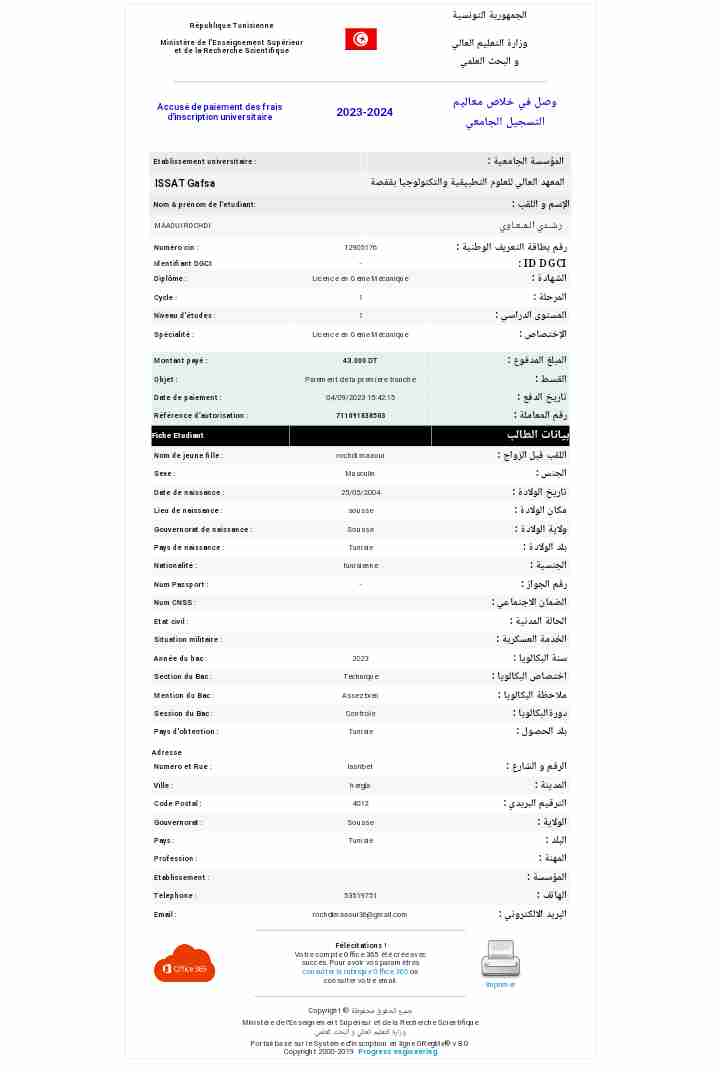 République Tunisienne
Ministère de l'Enseignement Supérieur
et de la Recherche Scientifique
الجمهورية التونسية
وزارة التعليم العالي
و البحث العلمي
Accusé de paiement des frais
d'inscription universitaire
2023-2024
وصل في خلاص معاليم
التسجيل الجامعي
Etablissement universitaire : المؤسسة الجامعية :
ISSAT Gafsa المعهد العالي للعلوم التطبيقية والتكنولوجيا بقفصة
Nom & prénom de l'etudiant: الإسم و اللقب :
MAAOUI ROCHDI رشدي المعاوي
Numéro cin : 12905176 رقم بطاقة التعريف الوطنية :
Identifiant DGCI - ID DGCI :
Diplôme : Licence en Génie Mécanique الشهادة :
Cycle : 1 المرحلة :
Niveau d'études : 1 المستوى الدراسي :
Spécialité : Licence en Génie Mécanique الإختصاص :
Montant payé : 43.000 DT المبلغ المدفوع :
Objet : Paiement de la premiere tranche القسط :
Date de paiement : 04/09/2023 15:42:15 تاريخ الدفع :
Référence d'autorisation : 711691838563 رقم المعاملة :
Fiche Etudiant بيانات الطالب
Nom de jeune fille : rochdi maaoui اللقب قبل الزواج :
Sexe : Masculin الجنس :
Date de naissance : 25/05/2004 تاريخ الولادة :
Lieu de naissance : sousse مكان الولادة :
Gouvernorat de naissance : Sousse ولاية الولادة :
Pays de naissance : Tunisie بلد الولادة :
Nationalité : tunisienne الجنسية :
Num Passport : - رقم الجواز :
Num CNSS : الضمان الاجتماعي :
Etat civil : الحالة المدنية :
Situation militaire : الخدمة العسكرية :
Année du bac : 2023 سنة البكالوريا :
Section du Bac : Technique اختصاص البكالوريا :
Mention du Bac : Assez bien ملاحظة البكالوريا :
Session du Bac : Controle دورةالبكالوريا :
Pays d'obtention : Tunisie بلد الحصول :
Adresse
Numero et Rue : الرقم و الشارع :
Ville : hergla المدينة :
Code Postal : 4012 الترقيم البريدي :
Gouvernorat : Sousse الولاية :
Pays : Tunisie البلد :
Profession : المهنة :
Etablissement : المؤسسة :
Telephone : 53519751 الهاتف :
Email : rochdimaaoui36@gmail.com البريد الالكتروني :
Office 365
Félécitations !
Votre compte Office 365 été créé avec
succès. Pour avoir vos paramètres
consulter la rubrique Office 365 ou
consulter votre email.
Imprimer
Copyright © جميع الحقوق محفوظة
Ministère de l'Enseignement Supérieur et de la Recherche Scientifique
وزارة التعليم العالي و البحث العلمي
Portail basé sur le Système d'inscription en ligne GRegMe® v 8.0
Copyright 2000-2019 Progress engineering